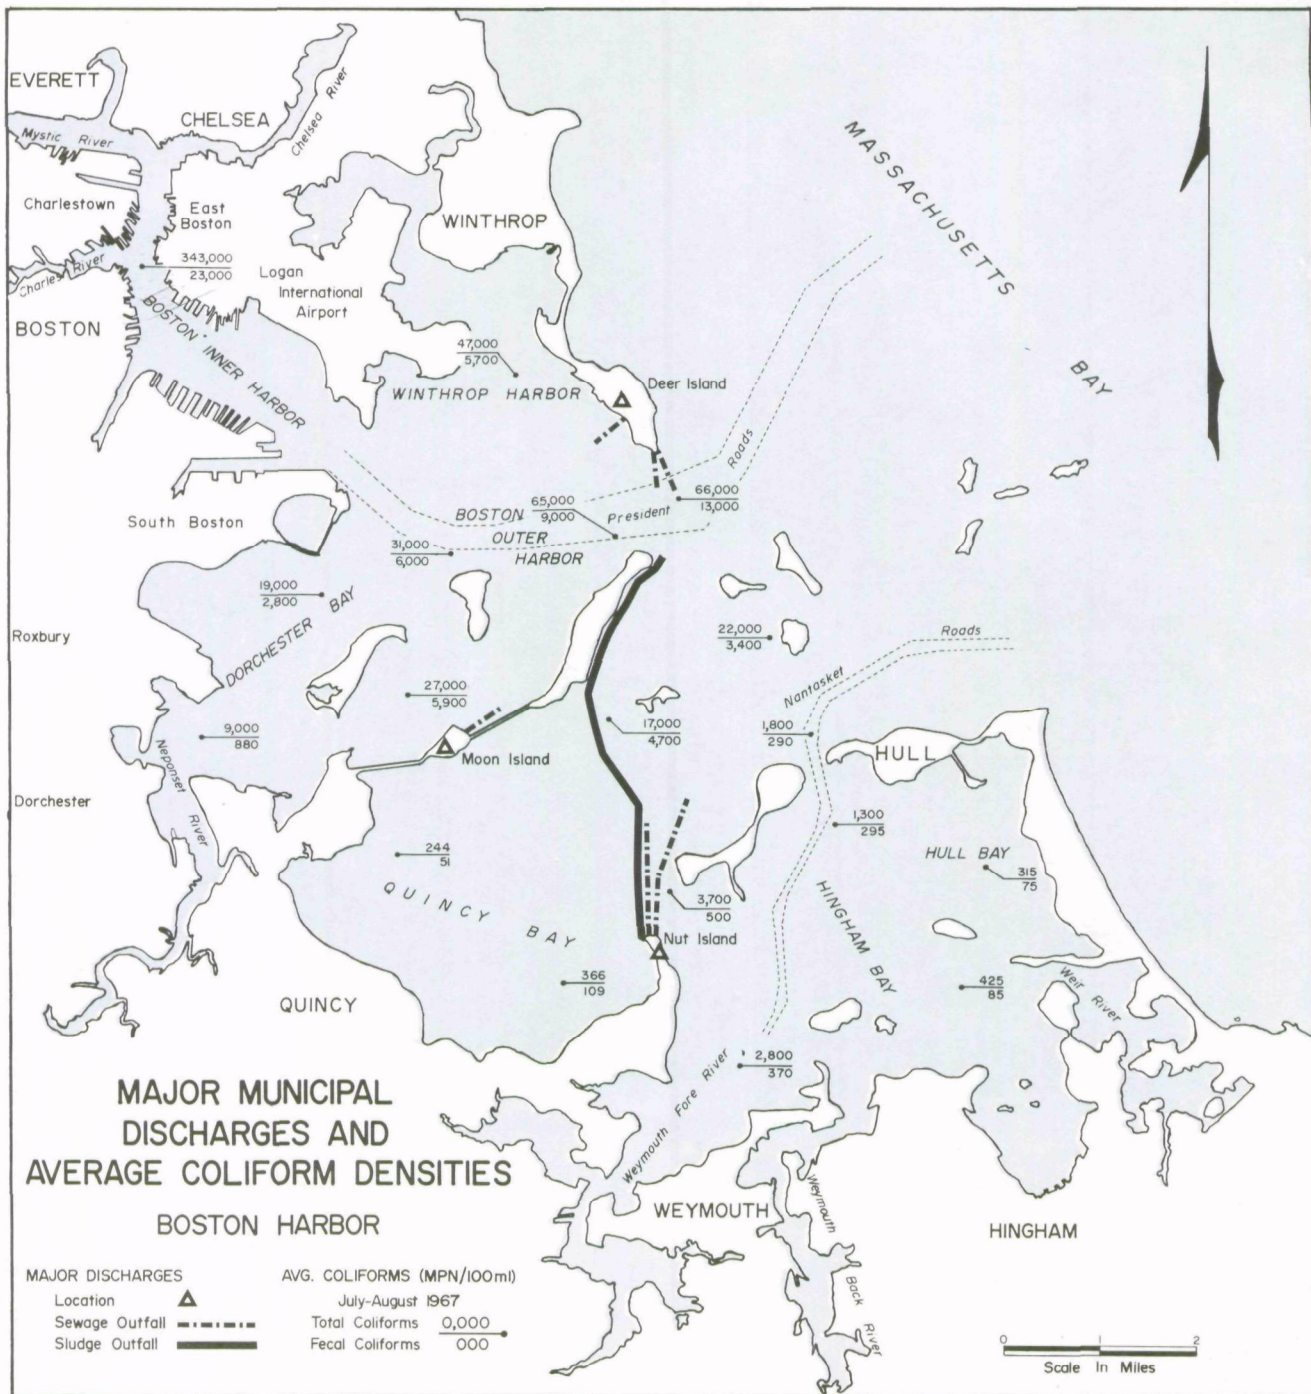 EVERETT
Mystic River
CHELSEA
Chelsea River
Charlestown
East
Boston
Charles River
343,000
23,000
BOSTON
BOSTON INNER HARBOR
Logan
International
Airport
WINTHROP
47,000
5,700
WINTHROP HARBOR
Deer Island
MASSACHUSETTS
BAY
South Boston
BOSTON
OUTER
HARBOR
65,000
9,000
President
Roads
66,000
13,000
31,000
6,000
19,000
2,800
DORCHESTER BAY
Roxbury
22,000
3,400
Nantasket
Roads
27,000
5,900
9,000
880
Neponset
River
17,000
4,700
1,800
290
HULL
Moon Island
Dorchester
1,300
295
244
51
HULL BAY
315
75
QUINCY BAY
3,700
500
HINGHAM BAY
Nut Island
366
109
425
85
Weir River
QUINCY
2,800
370
Weymouth Fore River
WEYMOUTH
Weymouth
Back
River
HINGHAM
MAJOR MUNICIPAL
DISCHARGES AND
AVERAGE COLIFORM DENSITIES
BOSTON HARBOR
MAJOR DISCHARGES
Location
Sewage Outfall
Sludge Outfall
AVG. COLIFORMS (MPN/100ml)
July-August 1967
Total Coliforms 0,000
Fecal Coliforms 000
0 1 2
Scale In Miles